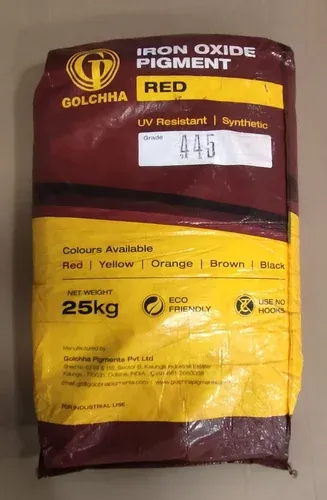 IRON OXIDE
PIGMENT
GOLCHHA
RED
UV Resistant | Synthetic
Grade
445
Colours Available
Red | Yellow | Orange | Brown | Black
NET WEIGHT
25kg
ECO
FRIENDLY
USE NO
HOOKS
Manufactured by
Golchha Pigments Pvt Ltd
Kalunga
FOR INDUSTRIAL USE